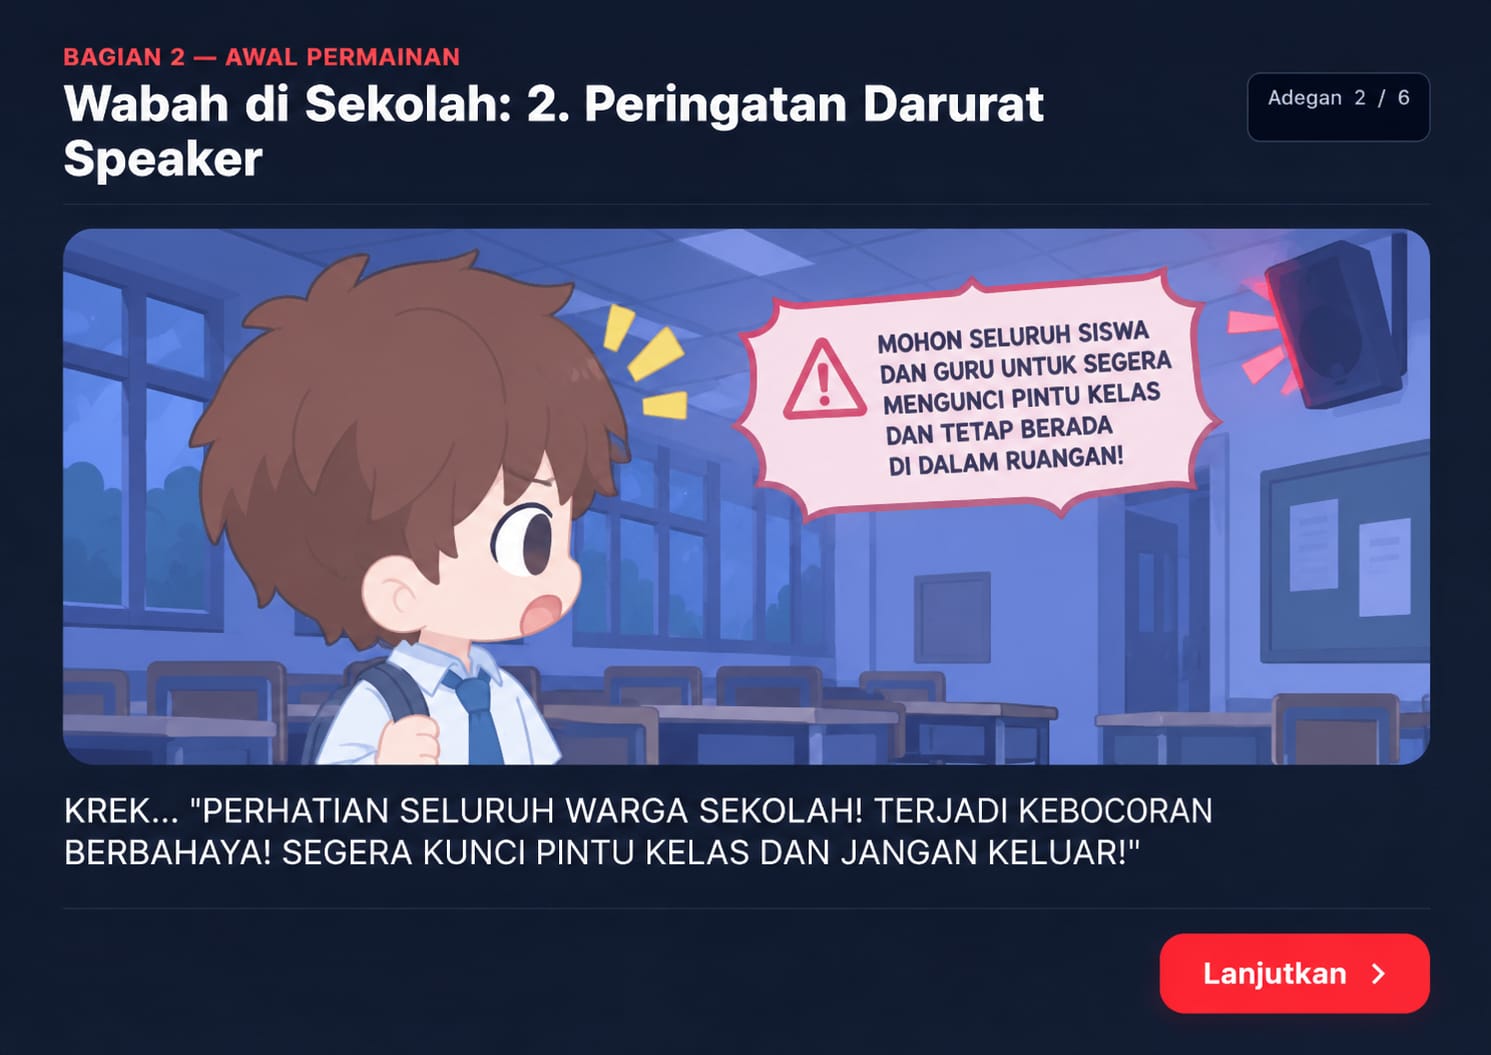 BAGIAN 2 — AWAL PERMAINAN
Wabah di Sekolah: 2. Peringatan Darurat
Speaker
Adegan 2 / 6
MOHON SELURUH SISWA
DAN GURU UNTUK SEGERA
MENGUNCI PINTU KELAS
DAN TETAP BERADA
DI DALAM RUANGAN!
KREK... "PERHATIAN SELURUH WARGA SEKOLAH! TERJADI KEBOCORAN
BERBAHAYA! SEGERA KUNCI PINTU KELAS DAN JANGAN KELUAR!"
Lanjutkan